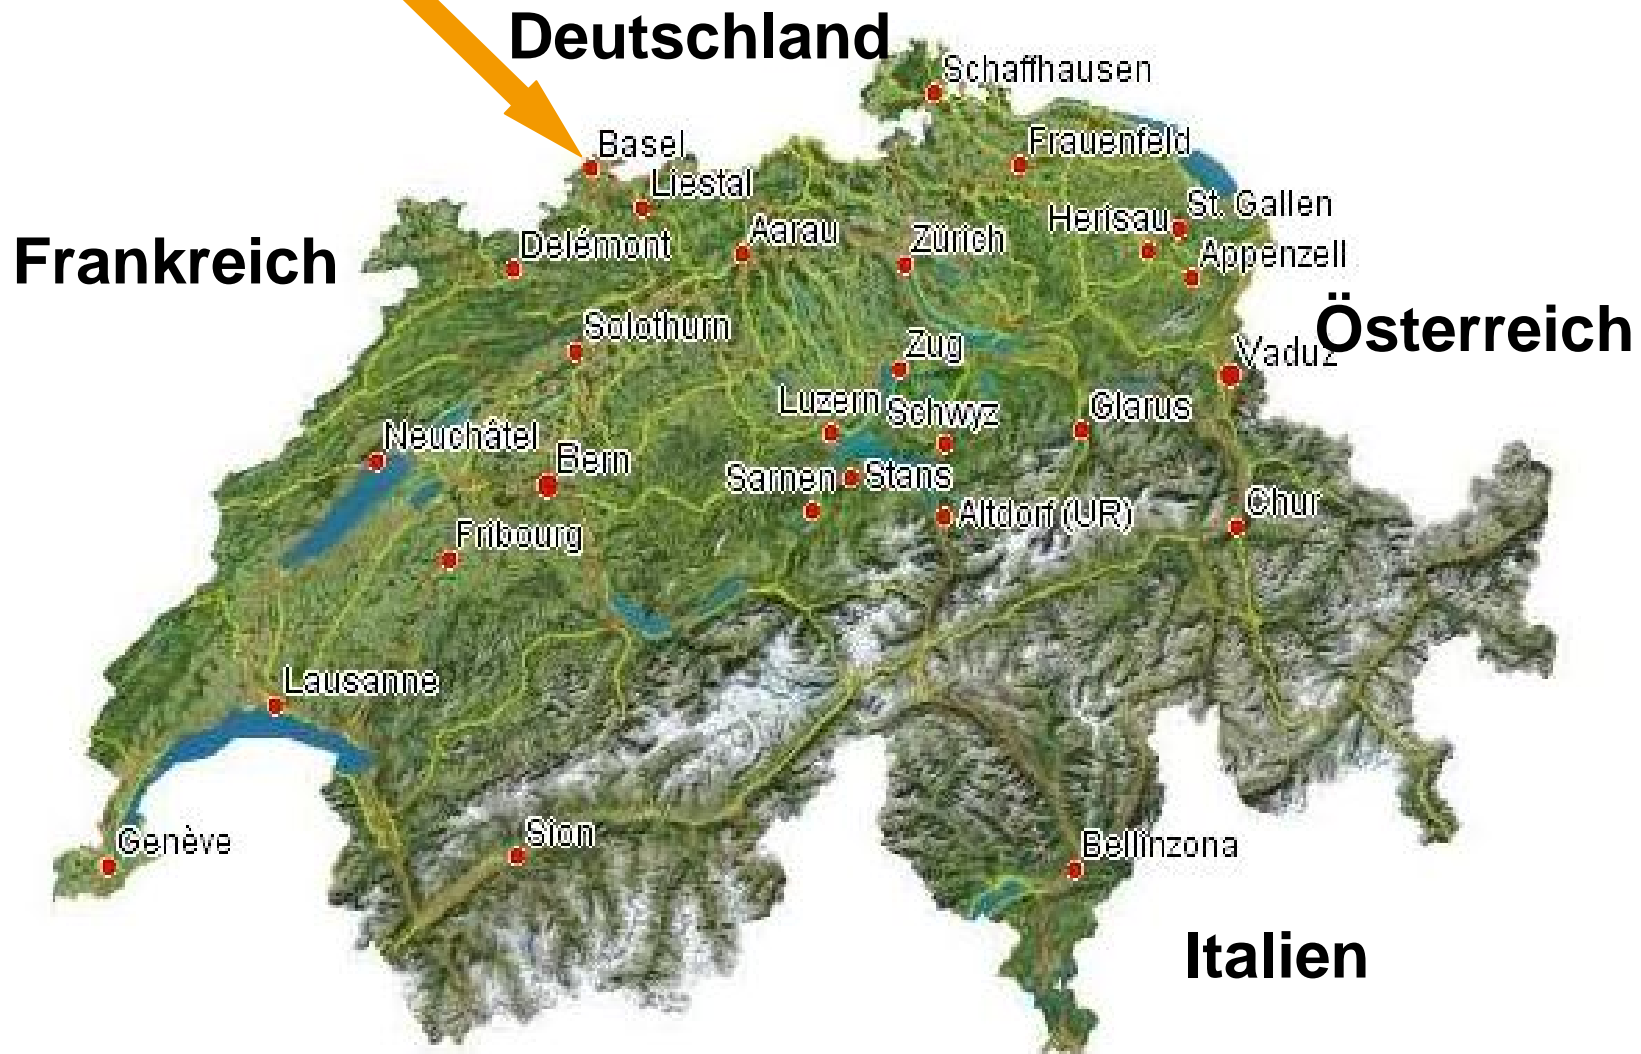 Deutschland
Schaffhausen
Basel
Frauenfeld
Liestal
St. Gallen
Herisau
Aarau
Zürich
Delémont
Appenzell
Frankreich
Solothurn
Österreich
Zug
Vaduz
Luzern
Schwyz
Glarus
Neuchâtel
Bern
Sarnen
Stans
Chur
Altdorf (UR)
Fribourg
Lausanne
Sion
Genève
Bellinzona
Italien